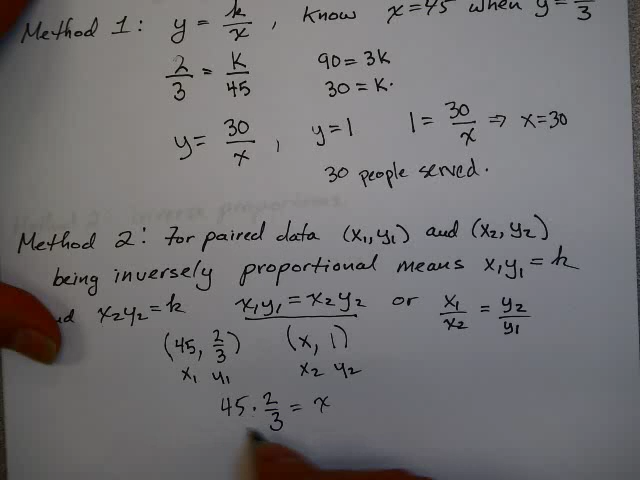 Method 1: y = k/x, know x=45 when y=2/3
2/3 = k/45 90=3k
30=k.
y= 30/x, y=1 1= 30/x ⇒ x=30
30 people served.
Method 2: For paired data (x₁,y₁) and (x₂,y₂)
being inversely proportional means x₁y₁=k
x₂y₂=k x₁y₁=x₂y₂ or x₁/x₂ = y₂/y₁
(45, 2/3) (x, 1)
x₁ y₁ x₂ y₂
45 · 2/3 = x